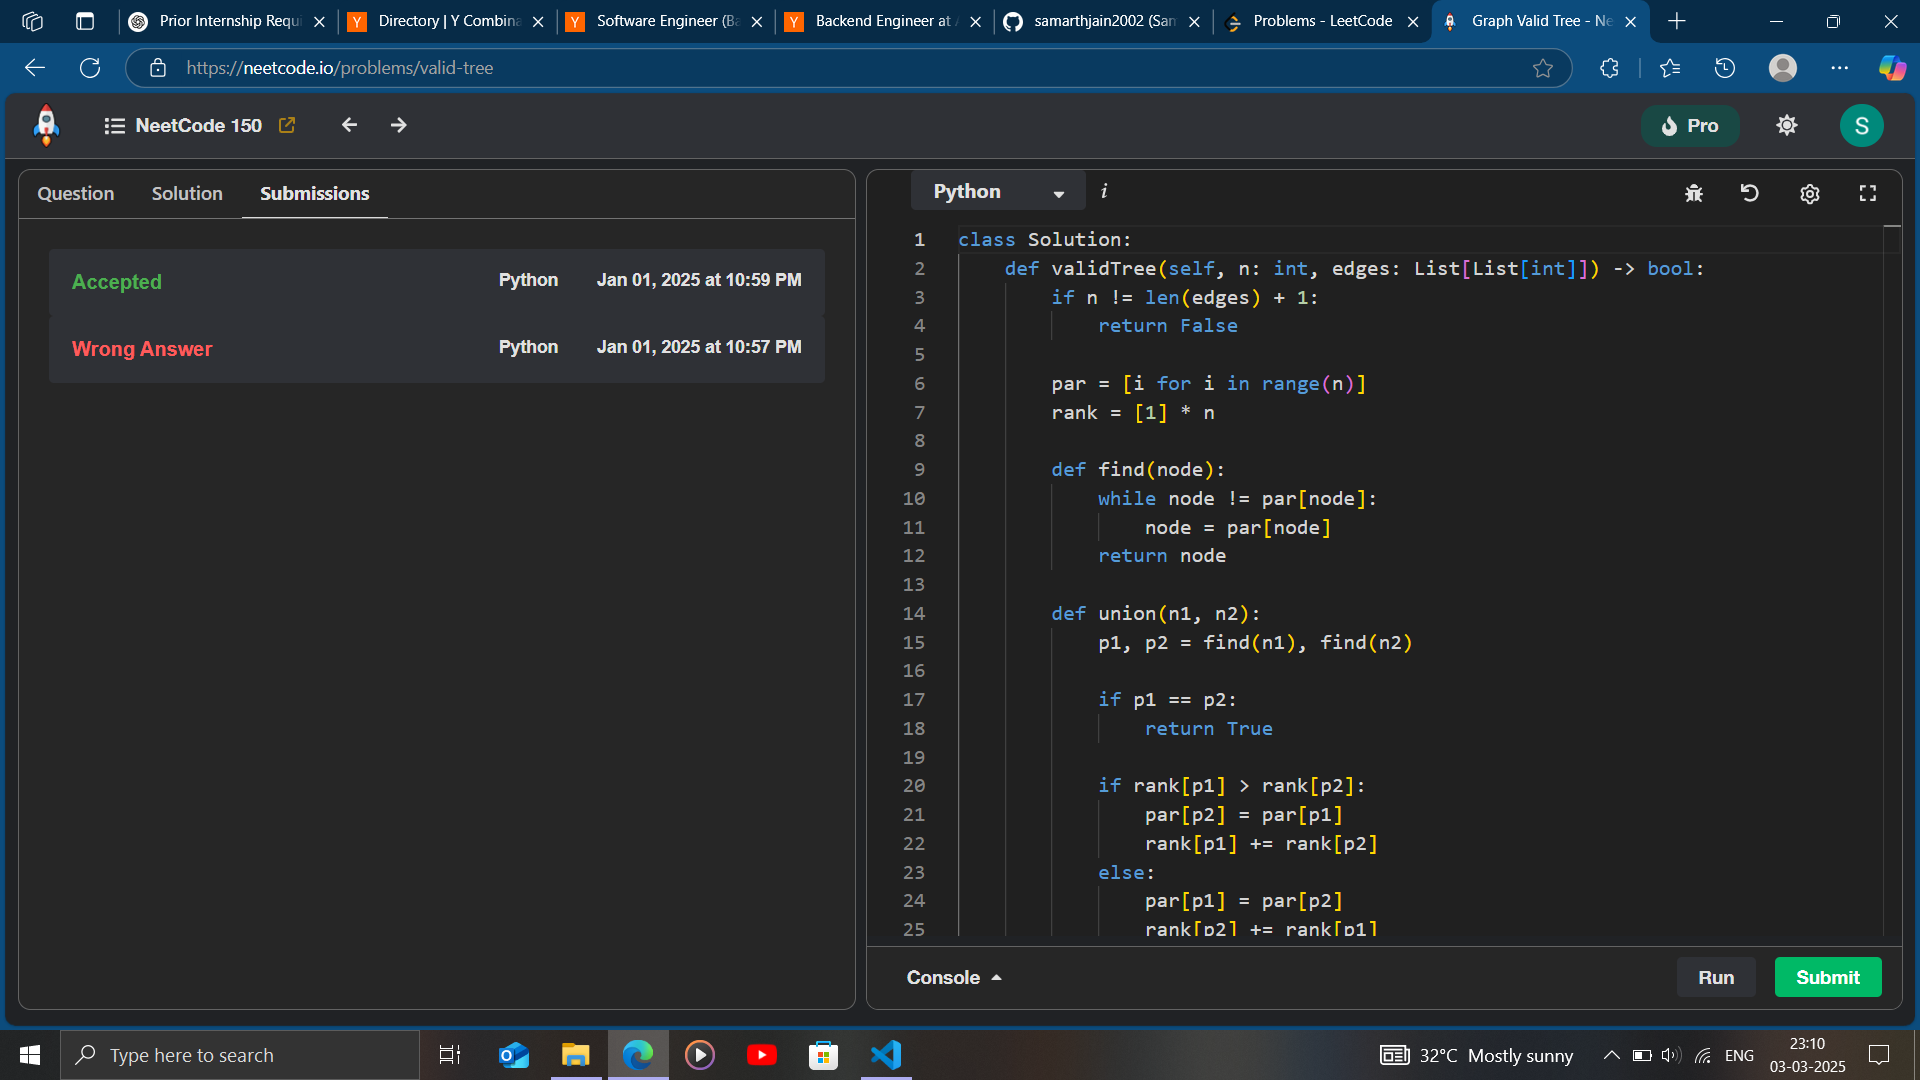 Prior Internship Requi
Directory | Y Combina
Software Engineer (Ba
Backend Engineer at
samarthjain2002 (Sam
Problems - LeetCode
Graph Valid Tree - Ne
https://neetcode.io/problems/valid-tree
NeetCode 150
Pro
S
Question
Solution
Submissions
Accepted
Python
Jan 01, 2025 at 10:59 PM
Wrong Answer
Python
Jan 01, 2025 at 10:57 PM
Python
i
1 class Solution:
2 def validTree(self, n: int, edges: List[List[int]]) -> bool:
3 if n != len(edges) + 1:
4 return False
5
6 par = [i for i in range(n)]
7 rank = [1] * n
8
9 def find(node):
10 while node != par[node]:
11 node = par[node]
12 return node
13
14 def union(n1, n2):
15 p1, p2 = find(n1), find(n2)
16
17 if p1 == p2:
18 return True
19
20 if rank[p1] > rank[p2]:
21 par[p2] = par[p1]
22 rank[p1] += rank[p2]
23 else:
24 par[p1] = par[p2]
25 rank[p2] += rank[p1]
Console
Run
Submit
Type here to search
32°C Mostly sunny
ENG
23:10
03-03-2025